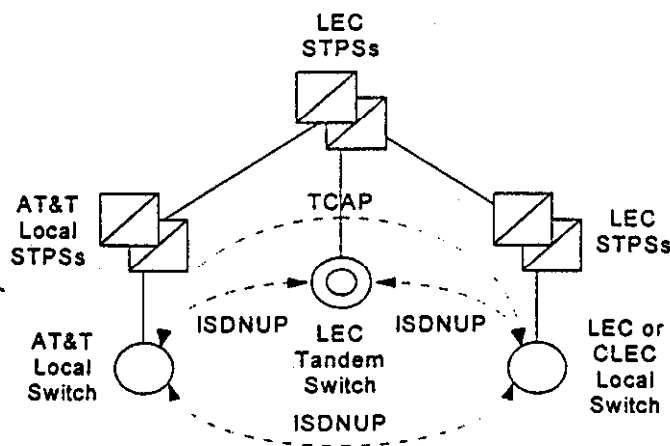 LEC
STPSs
TCAP
AT&T
Local
STPSs
LEC
STPSs
ISDNUP
ISDNUP
LEC
Tandem
Switch
AT&T
Local
Switch
LEC or
CLEC
Local
Switch
ISDNUP